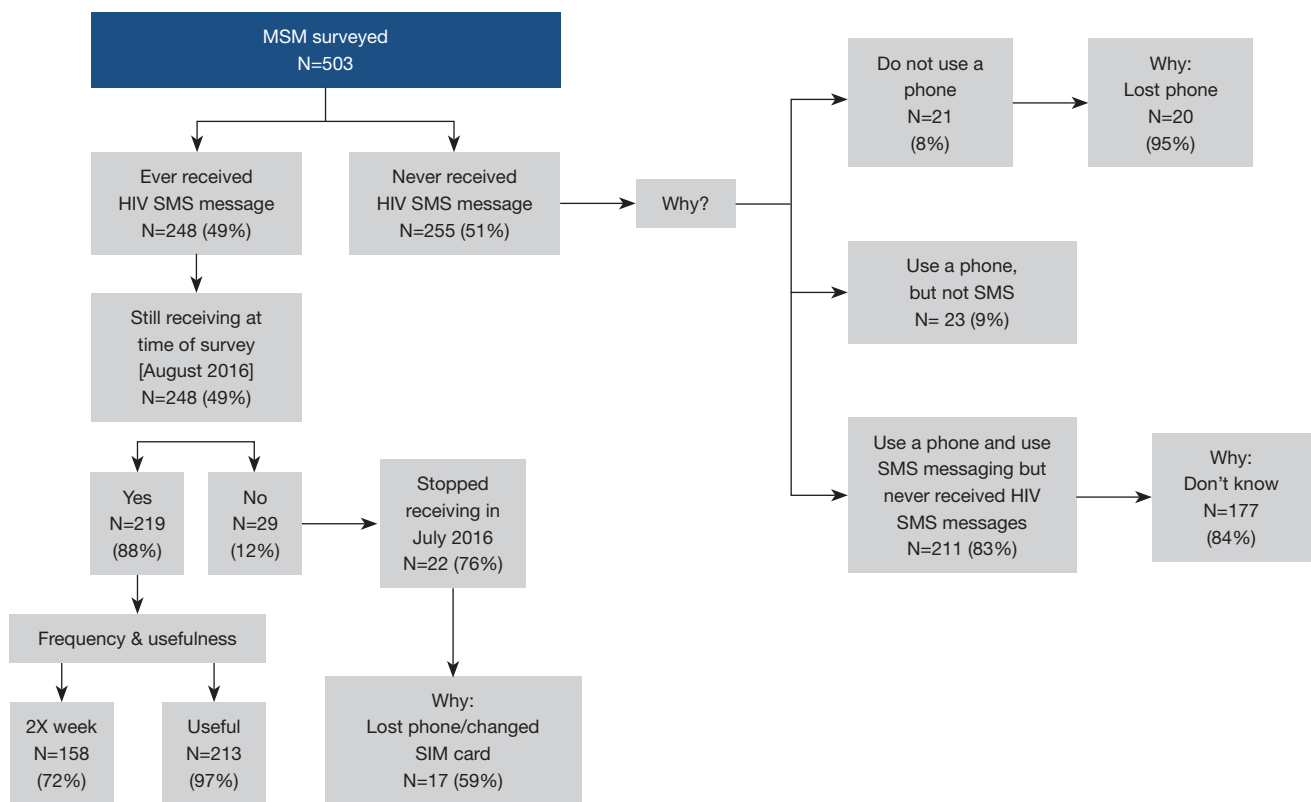 MSM surveyed
N=503
Ever received
HIV SMS message
N=248 (49%)
Never received
HIV SMS message
N=255 (51%)
Why?
Do not use a
phone
N=21
(8%)
Why:
Lost phone
N=20
(95%)
Use a phone,
but not SMS
N= 23 (9%)
Use a phone and use
SMS messaging but
never received HIV
SMS messages
N=211 (83%)
Why:
Don’t know
N=177
(84%)
Still receiving at
time of survey
[August 2016]
N=248 (49%)
Yes
N=219
(88%)
No
N=29
(12%)
Stopped
receiving in
July 2016
N=22 (76%)
Frequency & usefulness
2X week
N=158
(72%)
Useful
N=213
(97%)
Why:
Lost phone/changed
SIM card
N=17 (59%)